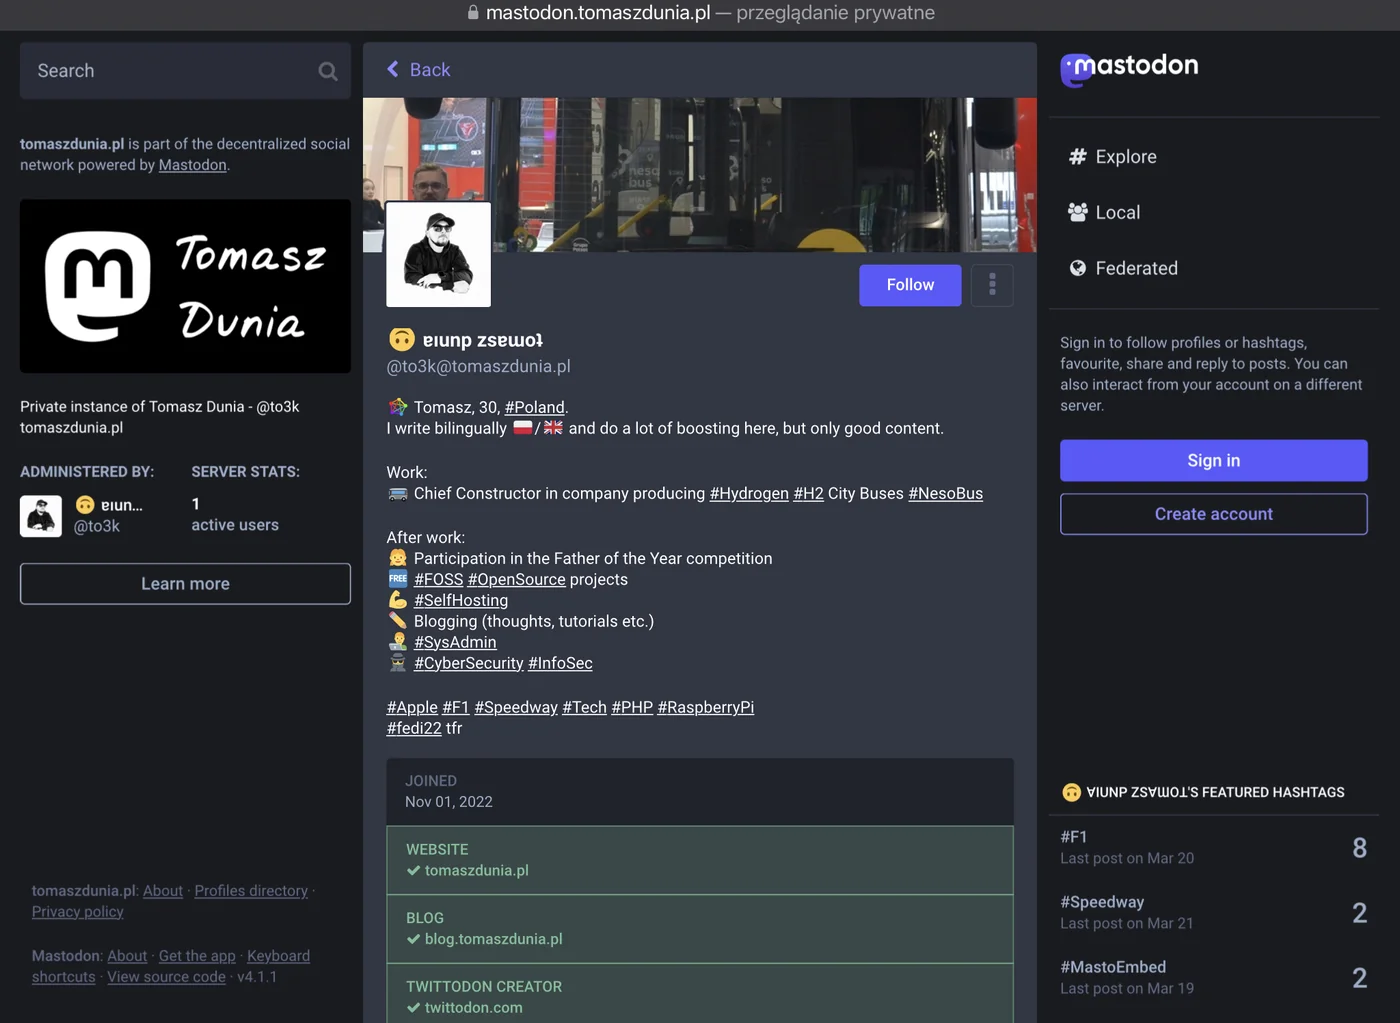 mastodon.tomaszdunia.pl — przeglądanie prywatne
Search
tomaszdunia.pl is part of the decentralized social
network powered by Mastodon.
Tomasz
Dunia
Private instance of Tomasz Dunia - @to3k
tomaszdunia.pl
ADMINISTERED BY:
🙃 ɐıun...
@to3k
SERVER STATS:
1
active users
Learn more
tomaszdunia.pl: About · Profiles directory ·
Privacy policy
Mastodon: About · Get the app · Keyboard
shortcuts · View source code · v4.1.1
Back
neso
bus
Follow
🙃 ɐıunp zsɐɯoʇ
@to3k@tomaszdunia.pl
Tomasz, 30, #Poland.
I write bilingually 🇵🇱/🇬🇧 and do a lot of boosting here, but only good content.
Work:
🚌 Chief Constructor in company producing #Hydrogen #H2 City Buses #NesoBus
After work:
👨 Participation in the Father of the Year competition
🆓 #FOSS #OpenSource projects
💪 #SelfHosting
✏️ Blogging (thoughts, tutorials etc.)
👨‍💻 #SysAdmin
🕵️ #CyberSecurity #InfoSec
#Apple #F1 #Speedway #Tech #PHP #RaspberryPi
#fedi22 tfr
JOINED
Nov 01, 2022
WEBSITE
✔ tomaszdunia.pl
BLOG
✔ blog.tomaszdunia.pl
TWITTODON CREATOR
✔ twittodon.com
mastodon
# Explore
Local
Federated
Sign in to follow profiles or hashtags,
favourite, share and reply to posts. You can
also interact from your account on a different
server.
Sign in
Create account
🙃 ɐIUNP ZSɐɯOʇ'S FEATURED HASHTAGS
#F1
Last post on Mar 20
8
#Speedway
Last post on Mar 21
2
#MastoEmbed
Last post on Mar 19
2